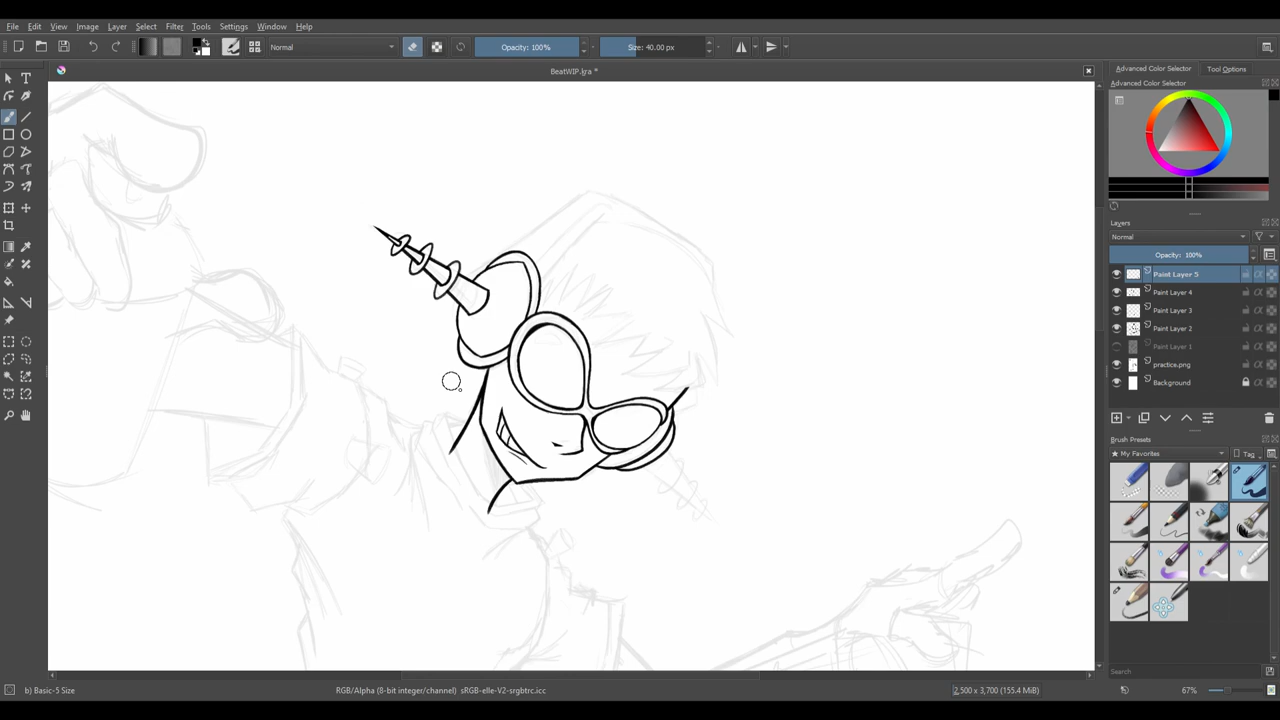 File Edit View Image Layer Select Filter Tools Settings Window Help
Normal Opacity: 100% Size: 40.00 px
BeatWIP.kra *
Advanced Color Selector Tool Options
Advanced Color Selector
Layers
Normal
Opacity: 100%
Paint Layer 5
Paint Layer 4
Paint Layer 3
Paint Layer 2
Paint Layer 1
practice.png
Background
Brush Presets
My Favorites Tag
Search
b) Basic-5 Size RGB/Alpha (8-bit integer/channel) sRGB-elle-V2-srgbtrc.icc 2,500 x 3,700 (155.4 MiB) 67%